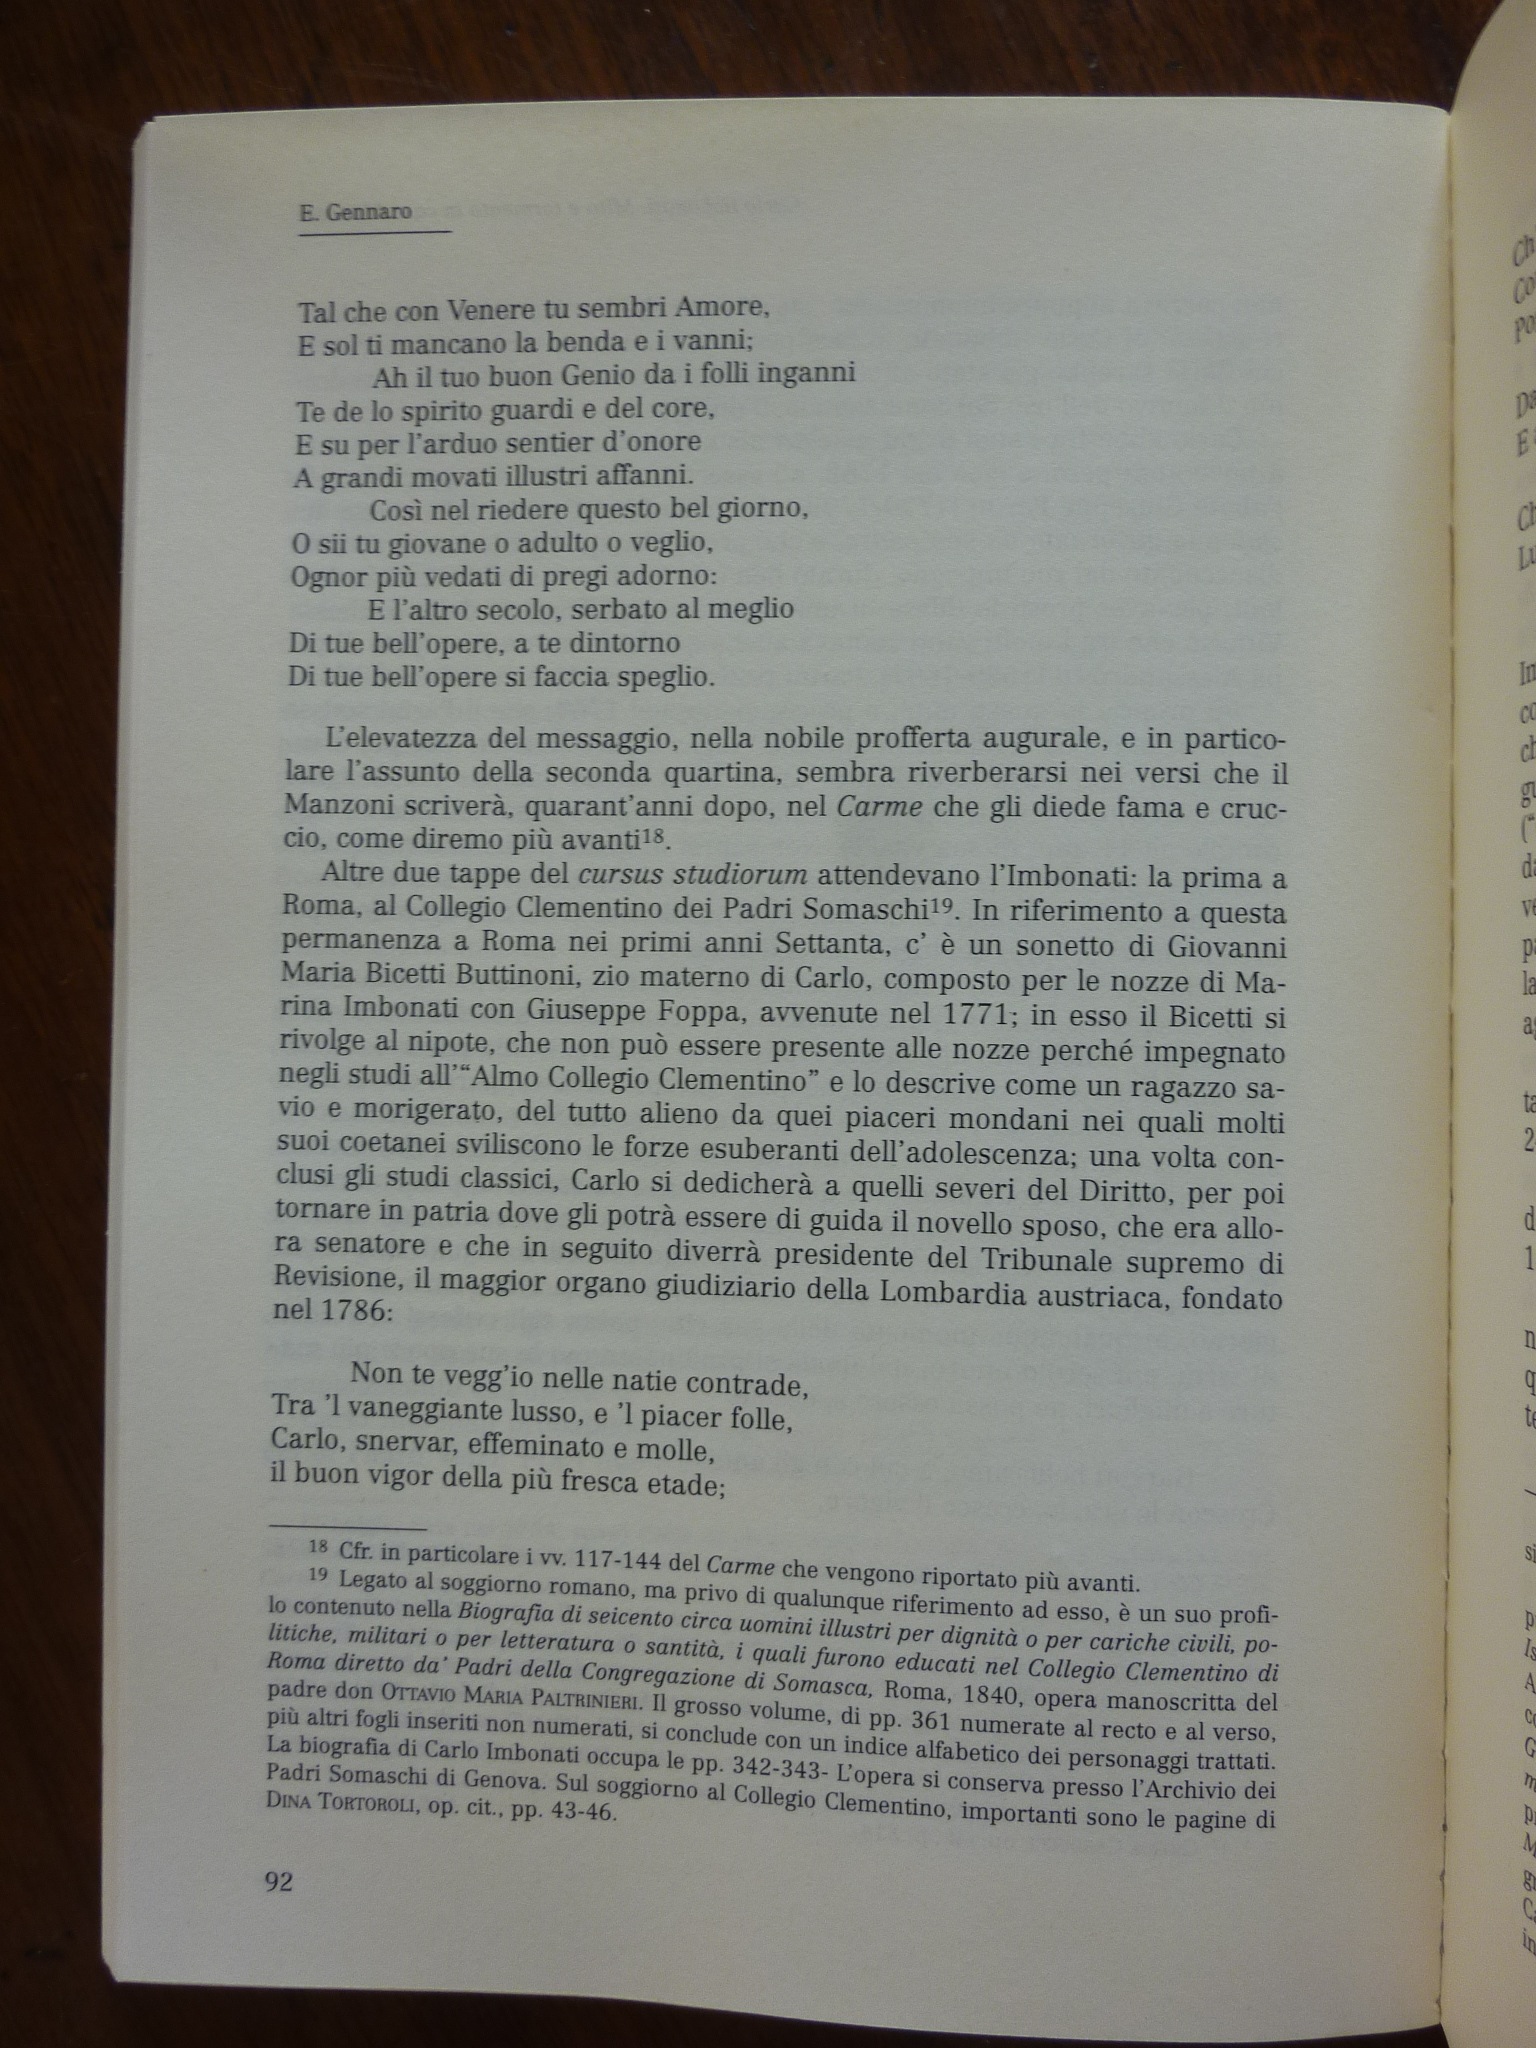 E. Gennaro
Tal che con Venere tu sembri Amore,
E sol ti mancano la benda e i vanni;
Ah il tuo buon Genio da i folli inganni
Te de lo spirito guardi e del core,
E su per l'arduo sentier d'onore
A grandi movati illustri affanni.
Così nel riedere questo bel giorno,
O sii tu giovane o adulto o veglio,
Ognor più vedati di pregi adorno:
E l'altro secolo, serbato al meglio
Di tue bell'opere, a te dintorno
Di tue bell'opere si faccia speglio.
L'elevatezza del messaggio, nella nobile profferta augurale, e in partico-
lare l'assunto della seconda quartina, sembra riverberarsi nei versi che il
Manzoni scriverà, quarant'anni dopo, nel Carme che gli diede fama e cruc-
cio, come diremo più avanti18.
Altre due tappe del cursus studiorum attendevano l'Imbonati: la prima a
Roma, al Collegio Clementino dei Padri Somaschi19. In riferimento a questa
permanenza a Roma nei primi anni Settanta, c' è un sonetto di Giovanni
Maria Bicetti Buttinoni, zio materno di Carlo, composto per le nozze di Ma-
rina Imbonati con Giuseppe Foppa, avvenute nel 1771; in esso il Bicetti si
rivolge al nipote, che non può essere presente alle nozze perché impegnato
negli studi all'“Almo Collegio Clementino” e lo descrive come un ragazzo sa-
vio e morigerato, del tutto alieno da quei piaceri mondani nei quali molti
suoi coetanei sviliscono le forze esuberanti dell'adolescenza; una volta con-
clusi gli studi classici, Carlo si dedicherà a quelli severi del Diritto, per poi
tornare in patria dove gli potrà essere di guida il novello sposo, che era allo-
ra senatore e che in seguito diverrà presidente del Tribunale supremo di
Revisione, il maggior organo giudiziario della Lombardia austriaca, fondato
nel 1786:
Non te vegg'io nelle natie contrade,
Tra 'l vaneggiante lusso, e 'l piacer folle,
Carlo, snervar, effeminato e molle,
il buon vigor della più fresca etade;
18 Cfr. in particolare i vv. 117-144 del Carme che vengono riportato più avanti.
19 Legato al soggiorno romano, ma privo di qualunque riferimento ad esso, è un suo profi-
lo contenuto nella Biografia di seicento circa uomini illustri per dignità o per cariche civili, po-
litiche, militari o per letteratura o santità, i quali furono educati nel Collegio Clementino di
Roma diretto da' Padri della Congregazione di Somasca, Roma, 1840, opera manoscritta del
padre don OTTAVIO MARIA PALTRINIERI. Il grosso volume, di pp. 361 numerate al recto e al verso,
più altri fogli inseriti non numerati, si conclude con un indice alfabetico dei personaggi trattati.
La biografia di Carlo Imbonati occupa le pp. 342-343- L'opera si conserva presso l'Archivio dei
Padri Somaschi di Genova. Sul soggiorno al Collegio Clementino, importanti sono le pagine di
DINA TORTOROLI, op. cit., pp. 43-46.
92